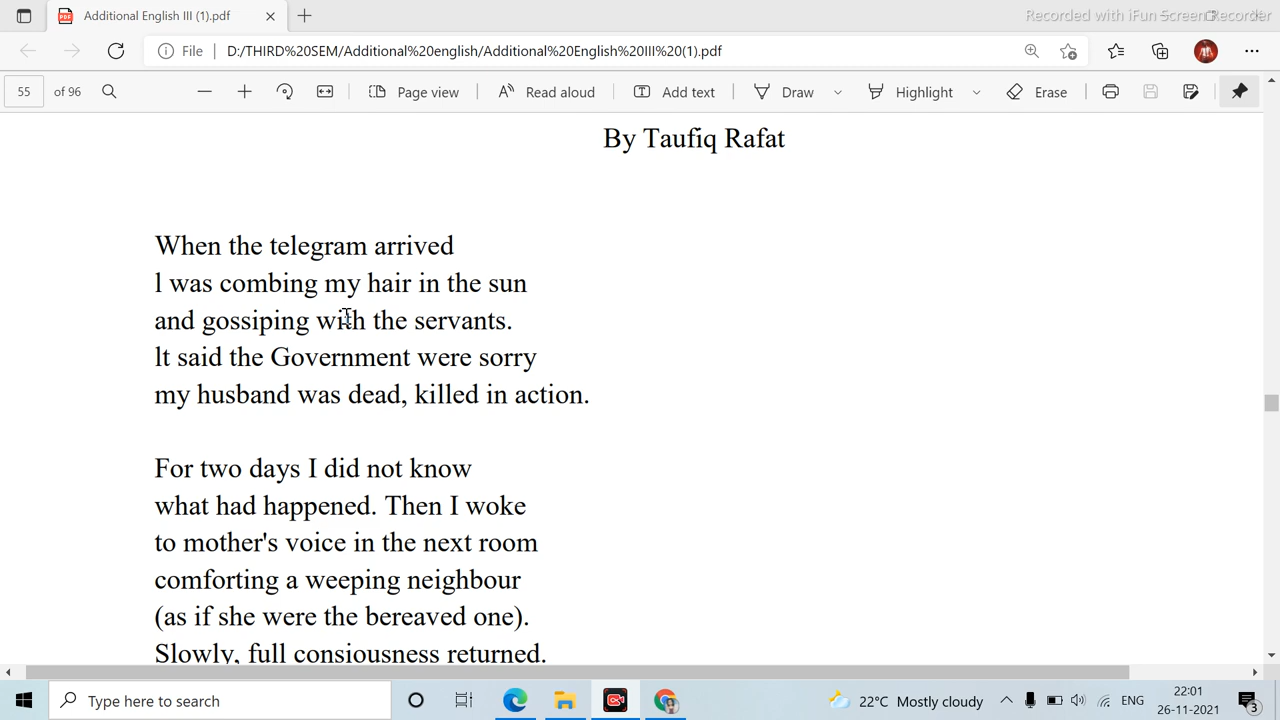 Additional English III (1).pdf
Recorded with iFun Screen Recorder
File D:/THIRD%20SEM/Additional%20english/Additional%20English%20III%20(1).pdf
55 of 96 Page view Read aloud Add text Draw Highlight Erase
By Taufiq Rafat
When the telegram arrived
l was combing my hair in the sun
and gossiping with the servants.
lt said the Government were sorry
my husband was dead, killed in action.
For two days I did not know
what had happened. Then I woke
to mother's voice in the next room
comforting a weeping neighbour
(as if she were the bereaved one).
Slowly, full consiousness returned.
Type here to search 22°C Mostly cloudy ENG 22:01
26-11-2021 3